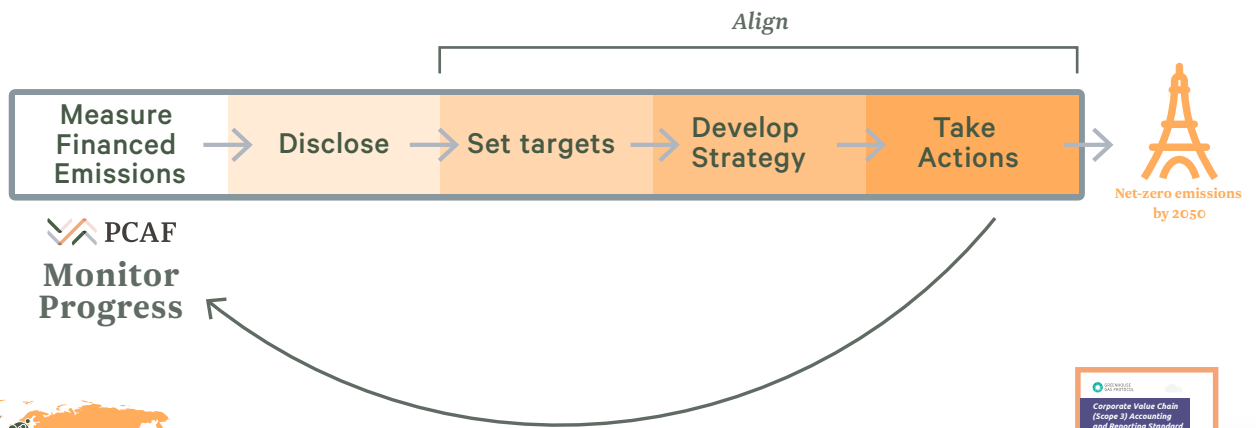 Align
Measure
Financed
Emissions
Disclose
Set targets
Develop
Strategy
Take
Actions
Net-zero emissions
by 2050
PCAF
Monitor
Progress
GREENHOUSE
GAS PROTOCOL
Corporate Value Chain
(Scope 3) Accounting
and Reporting Standard